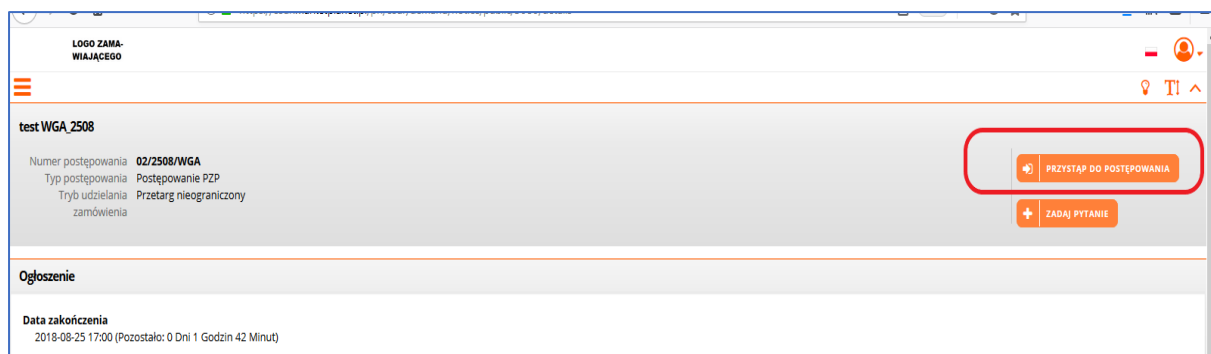 LOGO ZAMA-
WIAJĄCEGO
test WGA_2508
Numer postępowania 02/2508/WGA
Typ postępowania Postępowanie PZP
Tryb udzielania Przetarg nieograniczony
zamówienia
PRZYSTĄP DO POSTĘPOWANIA
ZADAJ PYTANIE
Ogłoszenie
Data zakończenia
2018-08-25 17:00 (Pozostało: 0 Dni 1 Godzin 42 Minut)